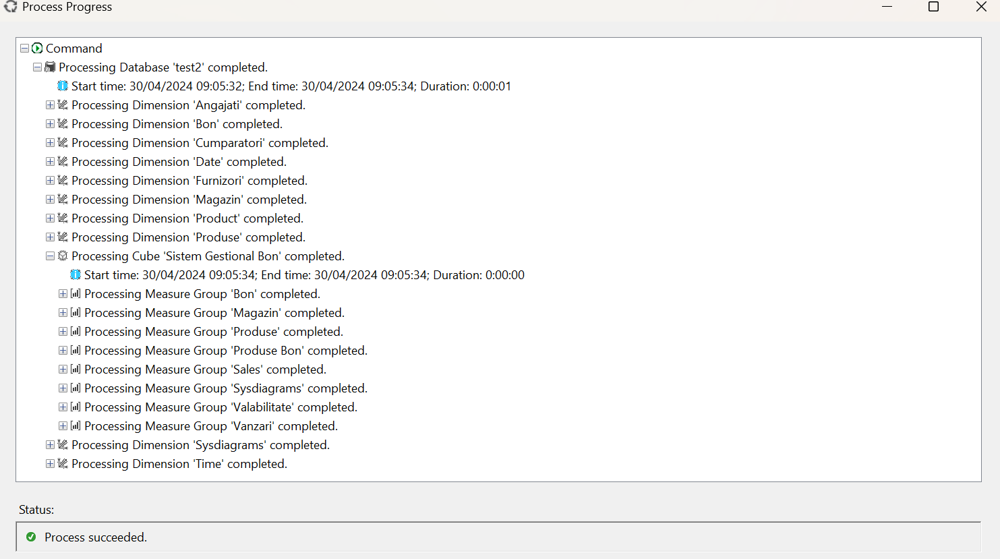 Process Progress
Command
Processing Database 'test2' completed.
Start time: 30/04/2024 09:05:32; End time: 30/04/2024 09:05:34; Duration: 0:00:01
Processing Dimension 'Angajati' completed.
Processing Dimension 'Bon' completed.
Processing Dimension 'Cumparatori' completed.
Processing Dimension 'Date' completed.
Processing Dimension 'Furnizori' completed.
Processing Dimension 'Magazin' completed.
Processing Dimension 'Product' completed.
Processing Dimension 'Produse' completed.
Processing Cube 'Sistem Gestional Bon' completed.
Start time: 30/04/2024 09:05:34; End time: 30/04/2024 09:05:34; Duration: 0:00:00
Processing Measure Group 'Bon' completed.
Processing Measure Group 'Magazin' completed.
Processing Measure Group 'Produse' completed.
Processing Measure Group 'Produse Bon' completed.
Processing Measure Group 'Sales' completed.
Processing Measure Group 'Sysdiagrams' completed.
Processing Measure Group 'Valabilitate' completed.
Processing Measure Group 'Vanzari' completed.
Processing Dimension 'Sysdiagrams' completed.
Processing Dimension 'Time' completed.
Status:
Process succeeded.